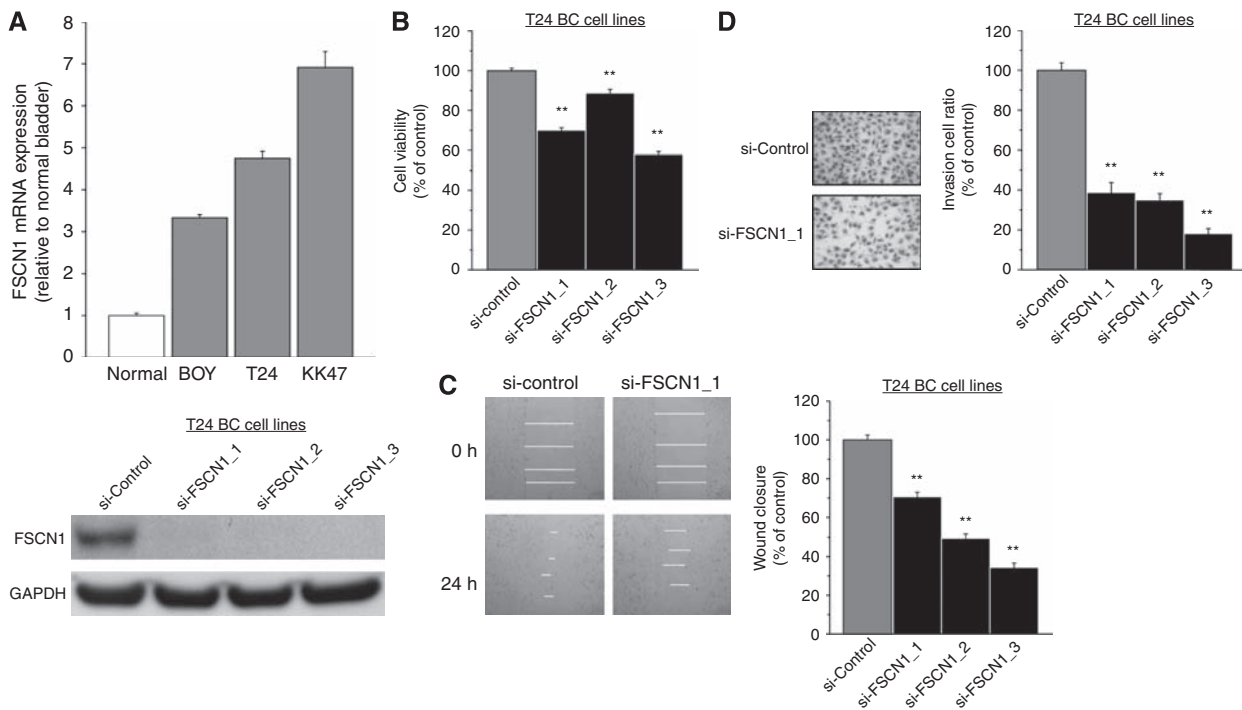 A
FSCN1 mRNA expression
(relative to normal bladder)
8
7
6
5
4
3
2
1
0
Normal BOY T24 KK47
T24 BC cell lines
si-Control
si-FSCN1_1
si-FSCN1_2
si-FSCN1_3
FSCN1
GAPDH
B
T24 BC cell lines
Cell viability
(% of control)
120
100
80
60
40
20
0
**
**
**
si-control
si-FSCN1_1
si-FSCN1_2
si-FSCN1_3
C
si-control si-FSCN1_1
0 h
24 h
T24 BC cell lines
Wound closure
(% of control)
120
100
80
60
40
20
0
**
**
**
si-Control
si-FSCN1_1
si-FSCN1_2
si-FSCN1_3
D
si-Control
si-FSCN1_1
T24 BC cell lines
Invasion cell ratio
(% of control)
120
100
80
60
40
20
0
**
**
**
si-Control
si-FSCN1_1
si-FSCN1_2
si-FSCN1_3